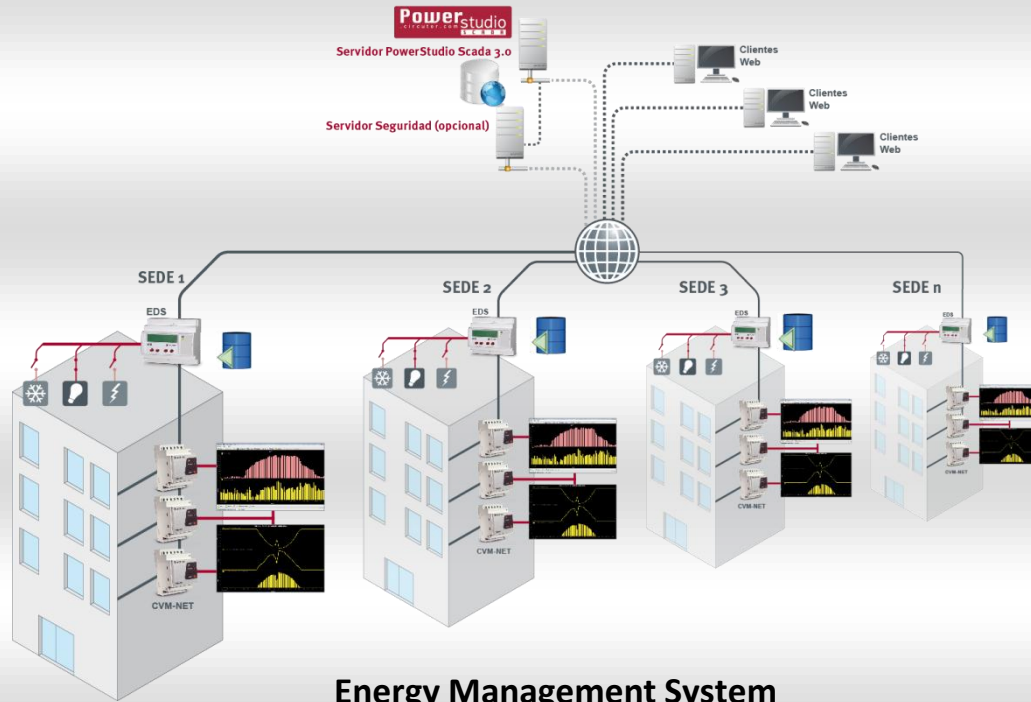 Powerstudio
.circutor.com
SCADA
Servidor PowerStudio Scada 3.0
Servidor Seguridad (opcional)
Clientes
Web
Clientes
Web
Clientes
Web
SEDE 1
SEDE 2
SEDE 3
SEDE n
EDS
EDS
EDS
EDS
CVM-NET
CVM-NET
CVM-NET
CVM-NET
Energy Management System